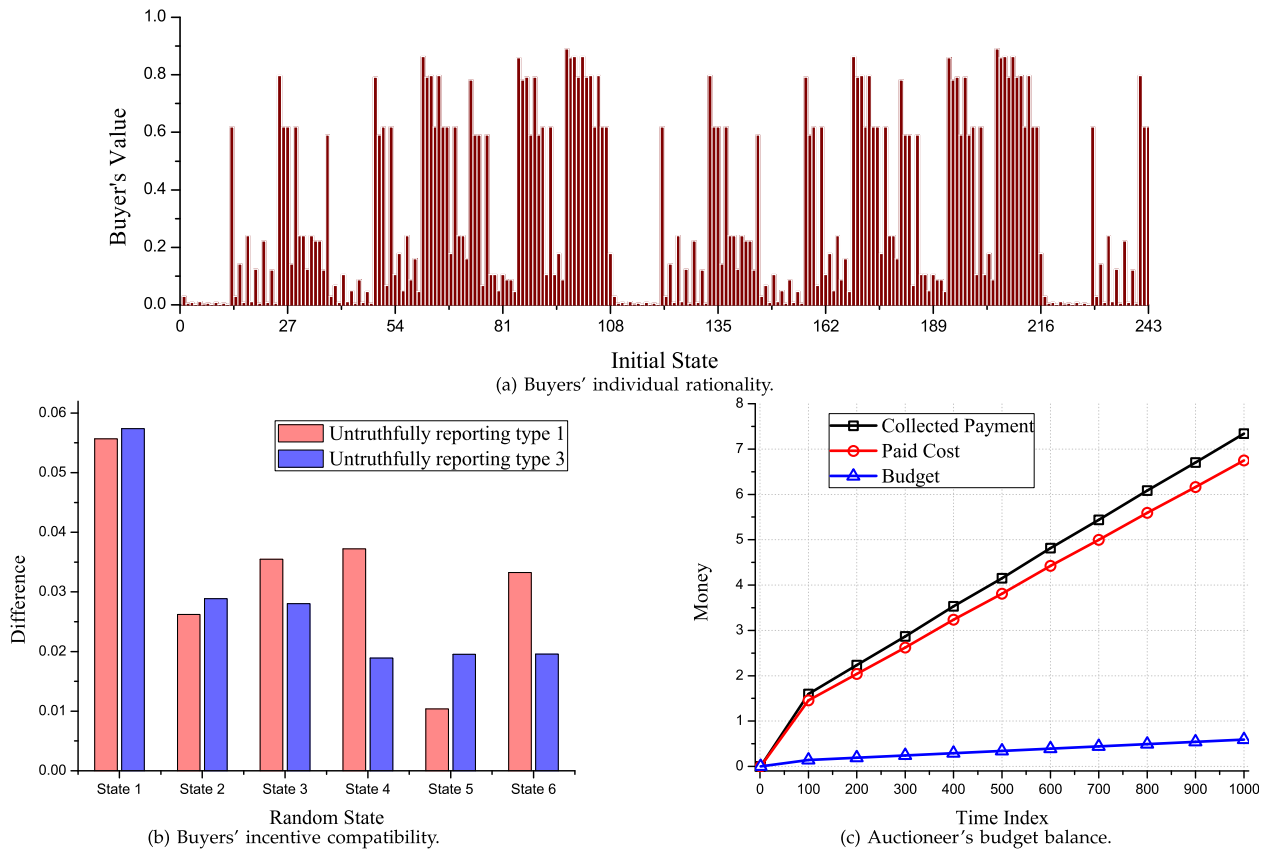 1.0
0.8
0.6
0.4
0.2
0.0
Buyer's Value
0 27 54 81 108 135 162 189 216 243
Initial State
(a) Buyers' individual rationality.
0.06
0.05
0.04
0.03
0.02
0.01
0.00
Difference
Untruthfully reporting type 1
Untruthfully reporting type 3
State 1 State 2 State 3 State 4 State 5 State 6
Random State
(b) Buyers' incentive compatibility.
8
7
6
5
4
3
2
1
0
Money
Collected Payment
Paid Cost
Budget
0 100 200 300 400 500 600 700 800 900 1000
Time Index
(c) Auctioneer's budget balance.